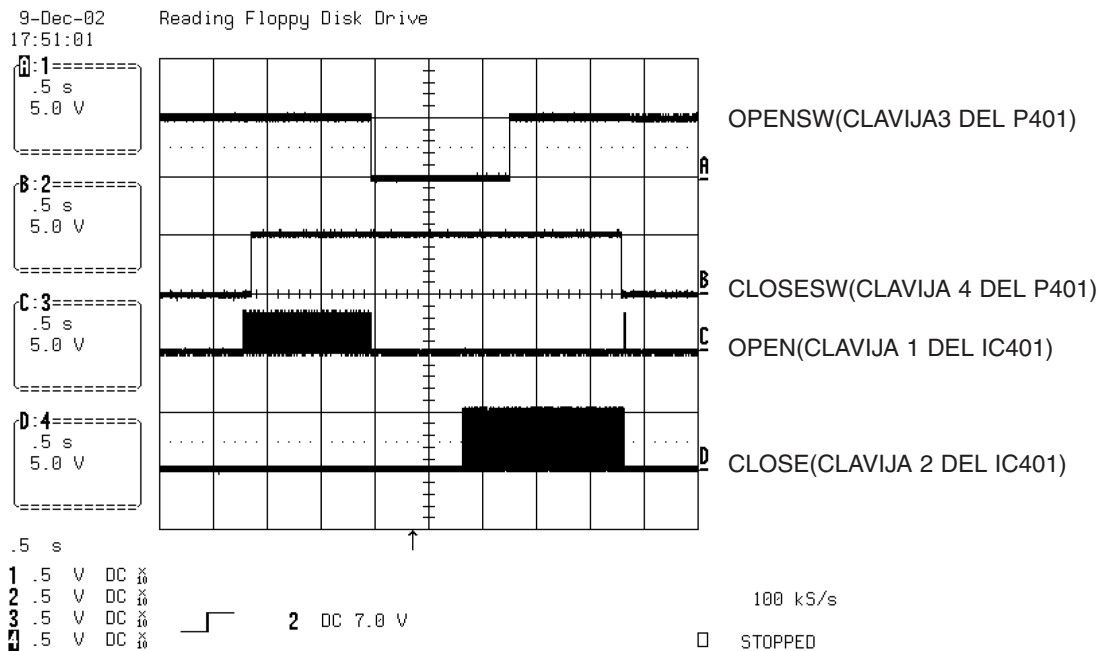 9-Dec-02
17:51:01
Reading Floppy Disk Drive
A:1
.5 s
5.0 V
B:2
.5 s
5.0 V
C:3
.5 s
5.0 V
D:4
.5 s
5.0 V
A
B
C
D
OPENSW(CLAVIJA3 DEL P401)
CLOSESW(CLAVIJA 4 DEL P401)
OPEN(CLAVIJA 1 DEL IC401)
CLOSE(CLAVIJA 2 DEL IC401)
.5 s
1 .5 V DC X10
2 .5 V DC X10
3 .5 V DC X10
4 .5 V DC X10
2 DC 7.0 V
100 kS/s
STOPPED